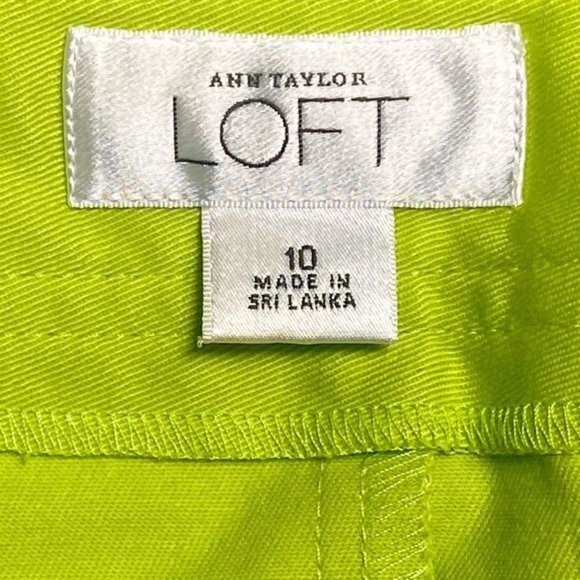 ANN TAYLOR
LOFT
10
MADE IN
SRI LANKA